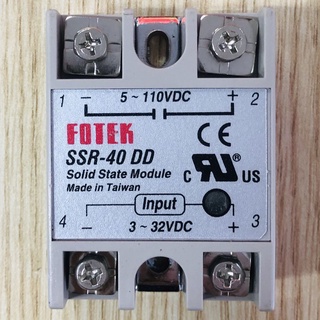 1 5~110VDC 2
- +
FOTEK CE
SSR-40 DD
Solid State Module
Made in Taiwan
C RU US
4 Input 3
- +
3~32VDC